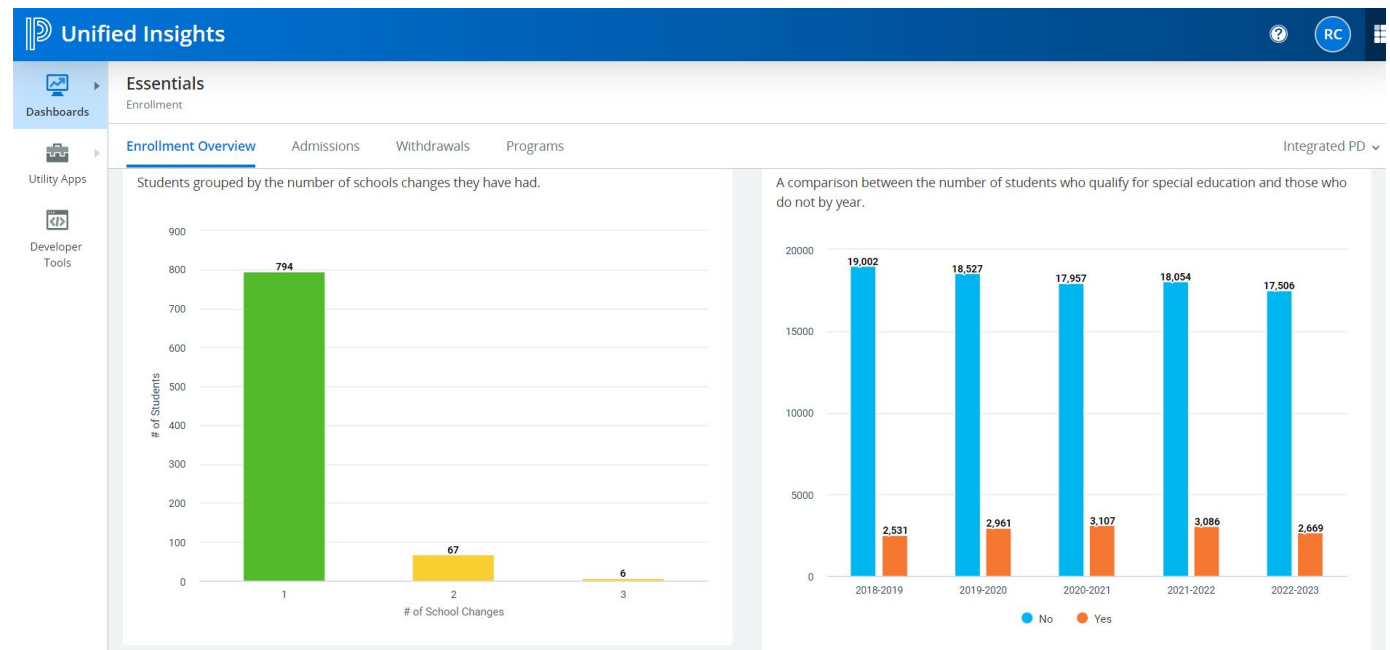 Unified Insights
?
RC
Dashboards
Utility Apps
Developer
Tools
Essentials
Enrollment
Enrollment Overview Admissions Withdrawals Programs
Integrated PD
Students grouped by the number of schools changes they have had.
# of Students
900
800
700
600
500
400
300
200
100
0
794
67
6
1 2 3
# of School Changes
A comparison between the number of students who qualify for special education and those who
do not by year.
20000
15000
10000
5000
0
19,002 18,527 17,957 18,054 17,506
2,531 2,961 3,107 3,086 2,669
2018-2019 2019-2020 2020-2021 2021-2022 2022-2023
No Yes